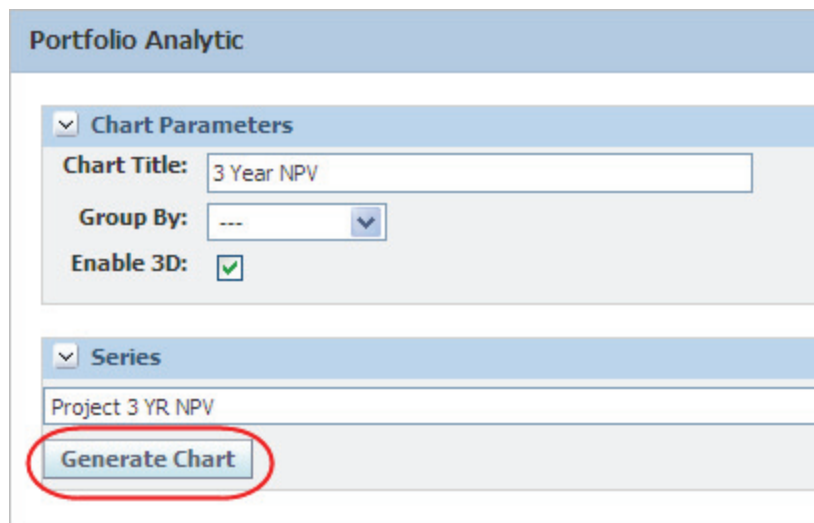 Portfolio Analytic
Chart Parameters
Chart Title: 3 Year NPV
Group By: ---
Enable 3D:
Series
Project 3 YR NPV
Generate Chart